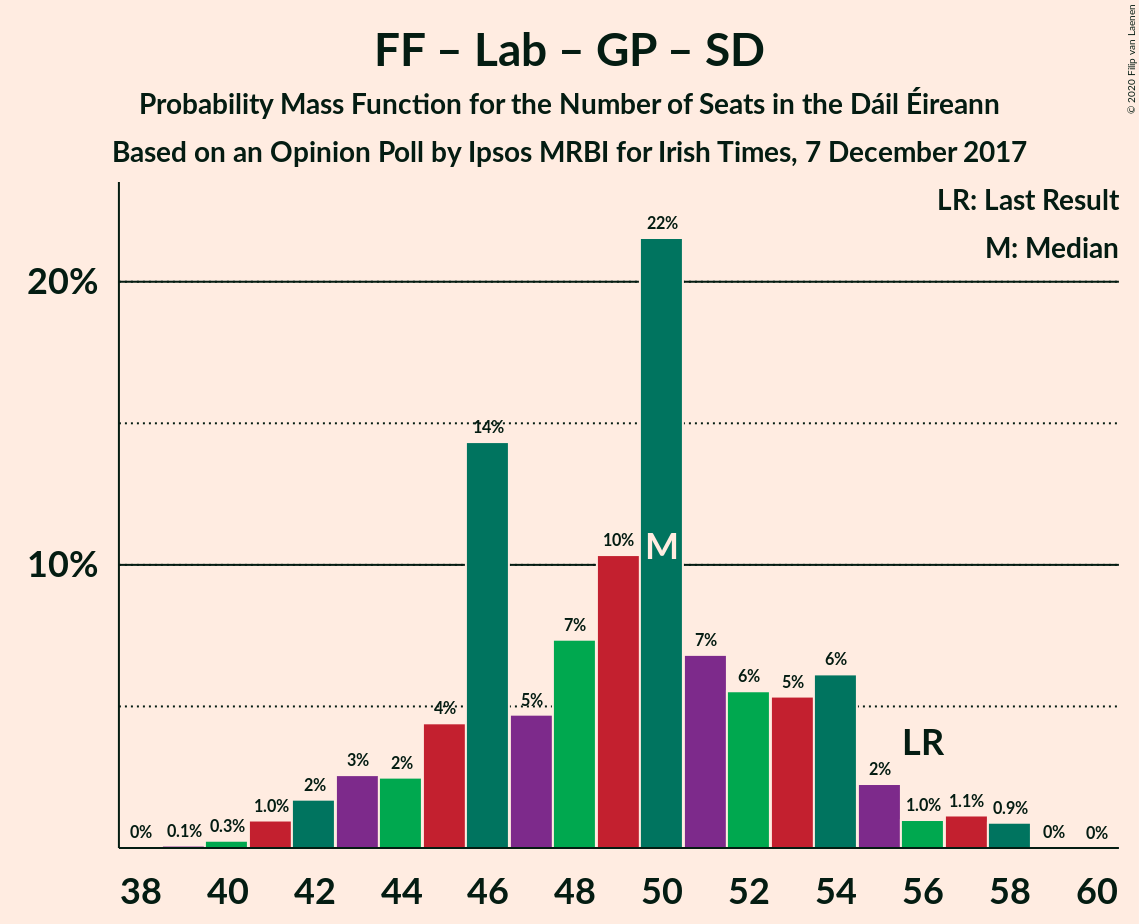 FF – Lab – GP – SD
Probability Mass Function for the Number of Seats in the Dáil Éireann
Based on an Opinion Poll by Ipsos MRBI for Irish Times, 7 December 2017
© 2020 Filip van Laenen
LR: Last Result
M: Median
20%
10%
0%
0.1%
0.3%
1.0%
2%
3%
2%
4%
14%
5%
7%
10%
22%
M
7%
6%
5%
6%
2%
LR
1.0%
1.1%
0.9%
0%
0%
38 40 42 44 46 48 50 52 54 56 58 60